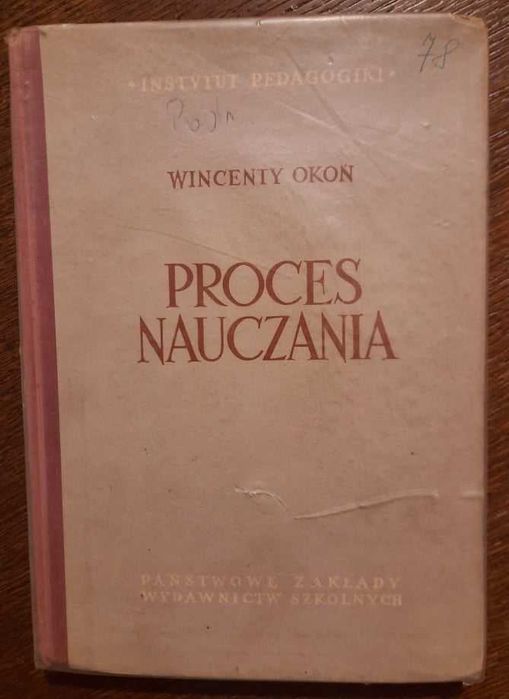 • INSTYTUT PEDAGOGIKI •
78
WINCENTY OKOŃ
PROCES
NAUCZANIA
PAŃSTWOWE ZAKŁADY
WYDAWNICTW SZKOLNYCH